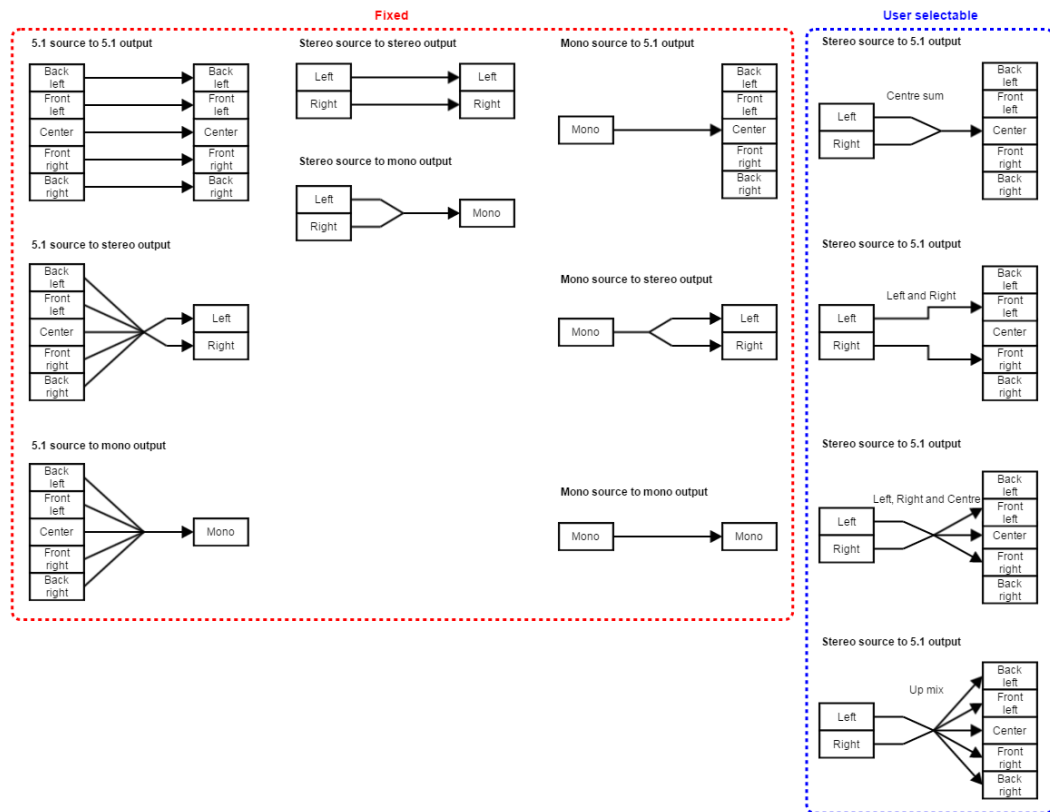 Fixed
5.1 source to 5.1 output
Back
left
Front
left
Center
Front
right
Back
right
Back
left
Front
left
Center
Front
right
Back
right
5.1 source to stereo output
Back
left
Front
left
Center
Front
right
Back
right
Left
Right
5.1 source to mono output
Back
left
Front
left
Center
Front
right
Back
right
Mono
Stereo source to stereo output
Left
Right
Left
Right
Stereo source to mono output
Left
Right
Mono
Mono source to 5.1 output
Mono
Back
left
Front
left
Center
Front
right
Back
right
Mono source to stereo output
Mono
Left
Right
Mono source to mono output
Mono
Mono
User selectable
Stereo source to 5.1 output
Centre sum
Left
Right
Back
left
Front
left
Center
Front
right
Back
right
Stereo source to 5.1 output
Left and Right
Left
Right
Back
left
Front
left
Center
Front
right
Back
right
Stereo source to 5.1 output
Left, Right and Centre
Left
Right
Back
left
Front
left
Center
Front
right
Back
right
Stereo source to 5.1 output
Up mix
Left
Right
Back
left
Front
left
Center
Front
right
Back
right